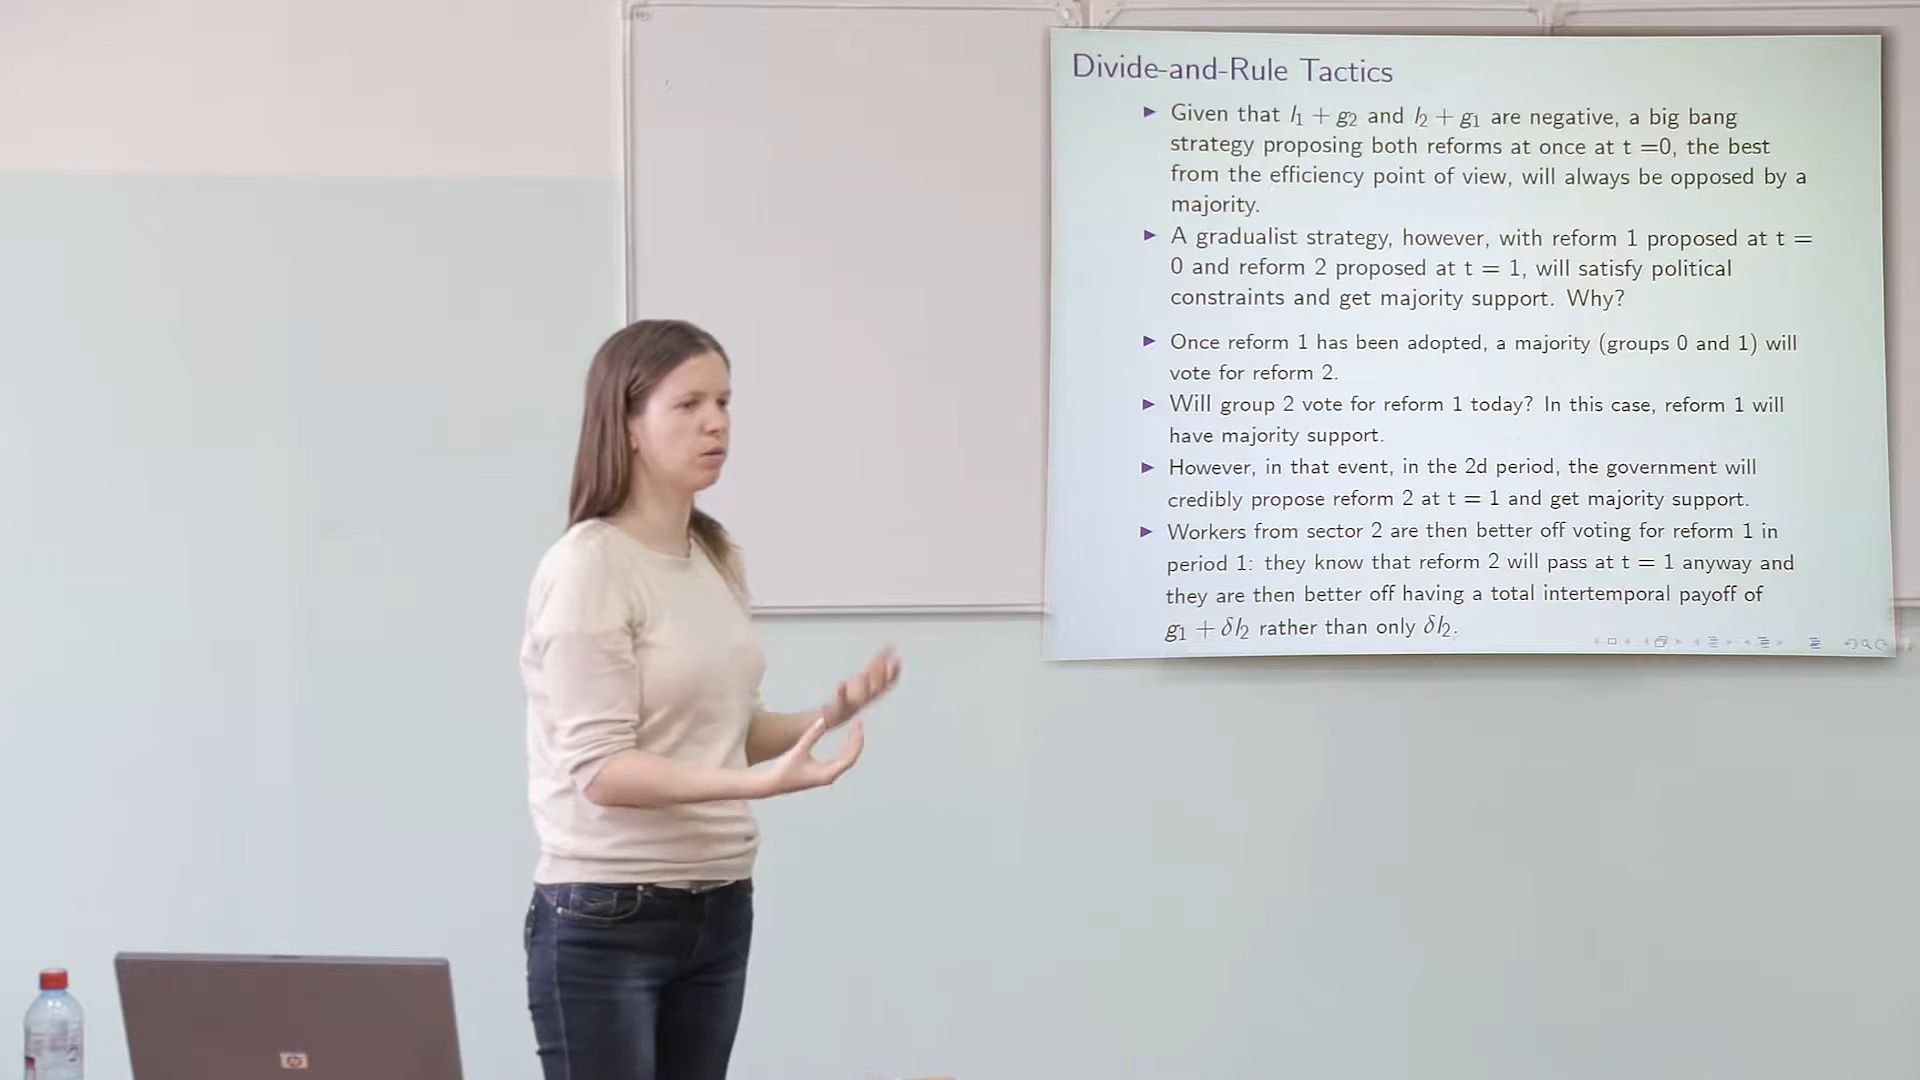 Divide-and-Rule Tactics
► Given that l₁ + g₂ and l₂ + g₁ are negative, a big bang
strategy proposing both reforms at once at t =0, the best
from the efficiency point of view, will always be opposed by a
majority.
► A gradualist strategy, however, with reform 1 proposed at t =
0 and reform 2 proposed at t = 1, will satisfy political
constraints and get majority support. Why?
► Once reform 1 has been adopted, a majority (groups 0 and 1) will
vote for reform 2.
► Will group 2 vote for reform 1 today? In this case, reform 1 will
have majority support.
► However, in that event, in the 2d period, the government will
credibly propose reform 2 at t = 1 and get majority support.
► Workers from sector 2 are then better off voting for reform 1 in
period 1: they know that reform 2 will pass at t = 1 anyway and
they are then better off having a total intertemporal payoff of
g₁ + δl₂ rather than only δl₂.
hp